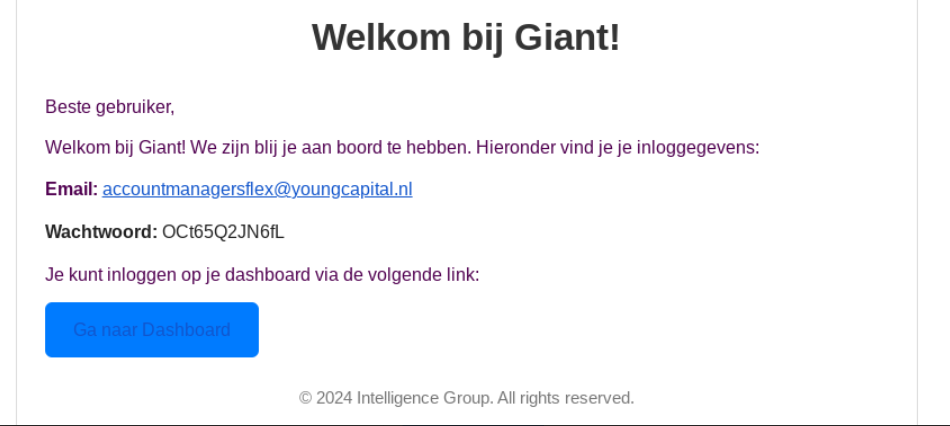 Welkom bij Giant!
Beste gebruiker,
Welkom bij Giant! We zijn blij je aan boord te hebben. Hieronder vind je je inloggegevens:
Email: accountmanagersflex@youngcapital.nl
Wachtwoord: OCt65Q2JN6fL
Je kunt inloggen op je dashboard via de volgende link:
Ga naar Dashboard
© 2024 Intelligence Group. All rights reserved.